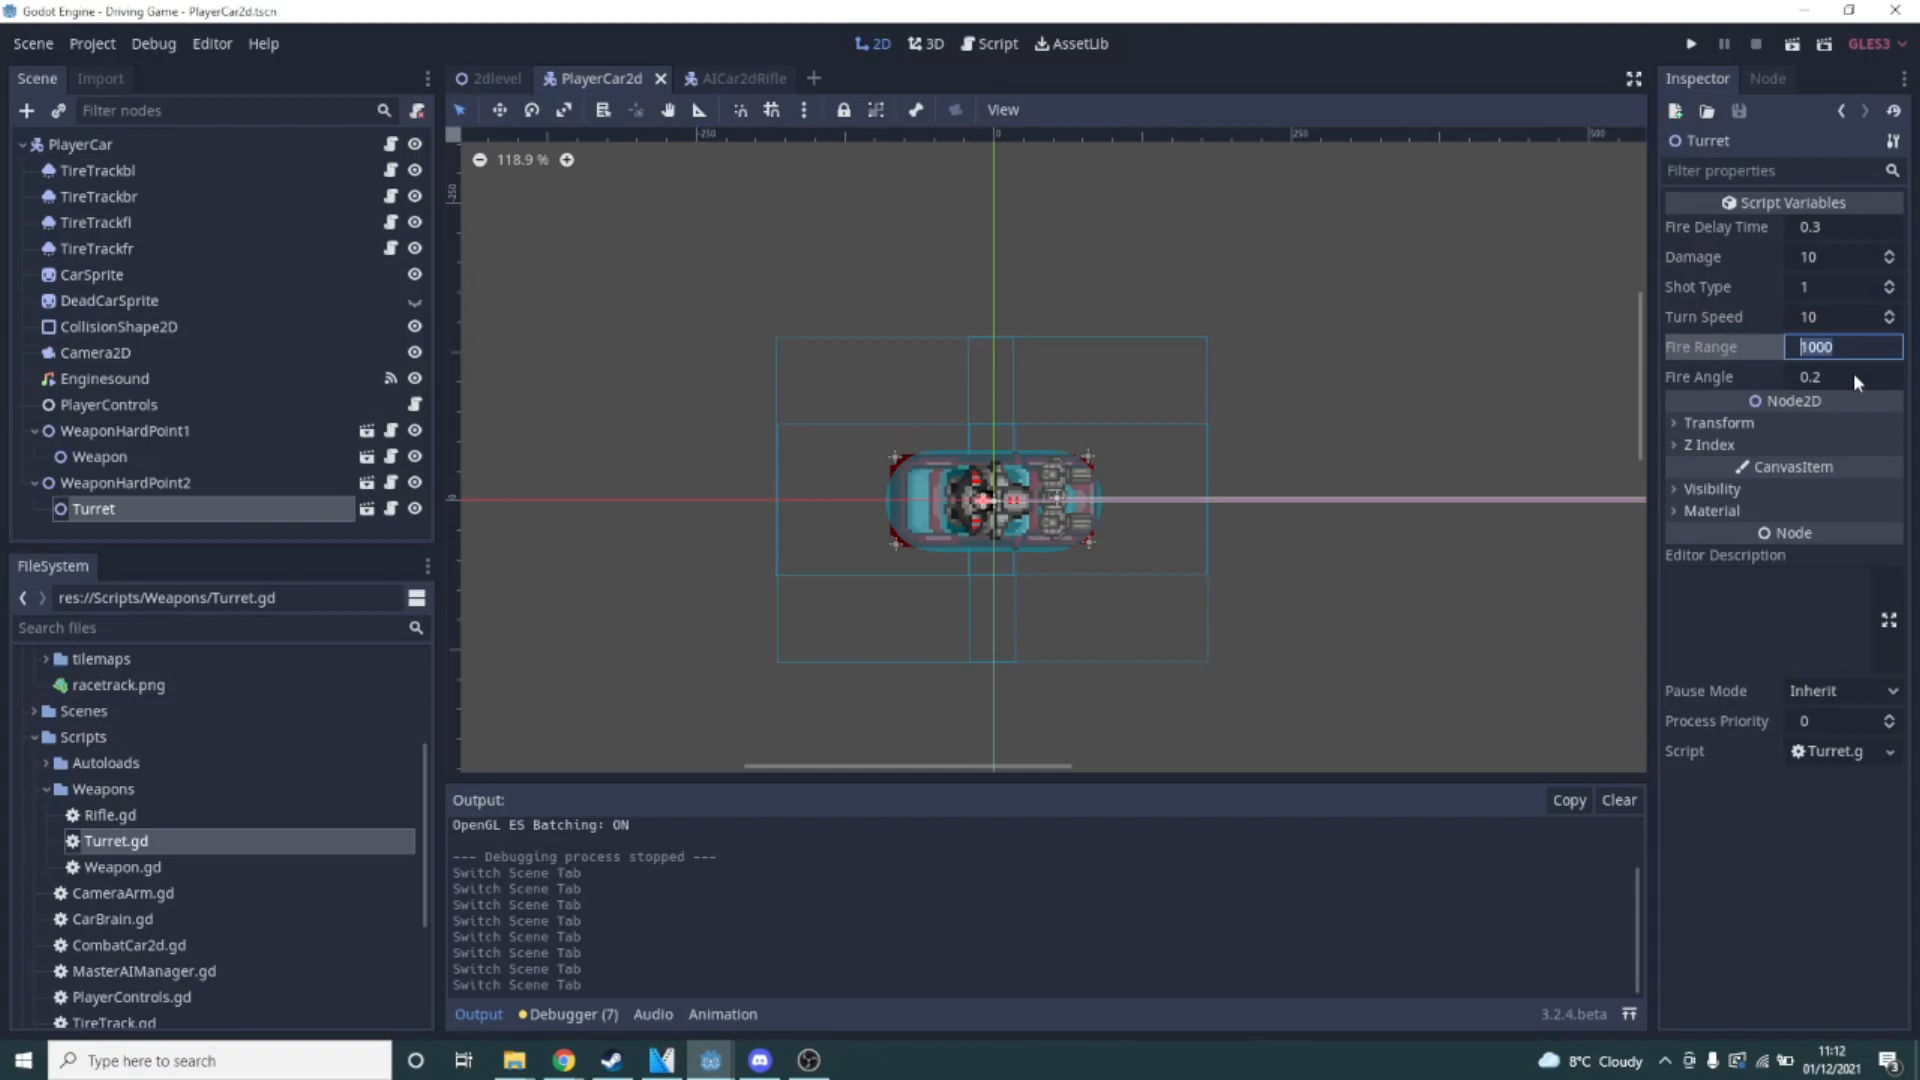 Godot Engine - Driving Game - PlayerCar2d.tscn
Scene Project Debug Editor Help
2D 3D Script AssetLib
GLES3
Scene Import
2dlevel PlayerCar2d AICar2dRifle
Inspector Node
Filter nodes
View
PlayerCar
TireTrackbl
TireTrackbr
TireTrackfl
TireTrackfr
CarSprite
DeadCarSprite
CollisionShape2D
Camera2D
Enginesound
PlayerControls
WeaponHardPoint1
Weapon
WeaponHardPoint2
Turret
-250 0 250 500
-250
0
118.9 %
Turret
Filter properties
Script Variables
Fire Delay Time 0.3
Damage 10
Shot Type 1
Turn Speed 10
Fire Range 1000
Fire Angle 0.2
Node2D
Transform
Z Index
CanvasItem
Visibility
Material
Node
Editor Description
Pause Mode Inherit
Process Priority 0
Script Turret.g
FileSystem
res://Scripts/Weapons/Turret.gd
Search files
tilemaps
racetrack.png
Scenes
Scripts
Autoloads
Weapons
Rifle.gd
Turret.gd
Weapon.gd
CameraArm.gd
CarBrain.gd
CombatCar2d.gd
MasterAIManager.gd
PlayerControls.gd
TireTrack.gd
Output:
Copy Clear
OpenGL ES Batching: ON
--- Debugging process stopped ---
Switch Scene Tab
Switch Scene Tab
Switch Scene Tab
Switch Scene Tab
Switch Scene Tab
Switch Scene Tab
Switch Scene Tab
Switch Scene Tab
Output Debugger (7) Audio Animation
3.2.4.beta
Type here to search
8°C Cloudy
11:12
01/12/2021
3